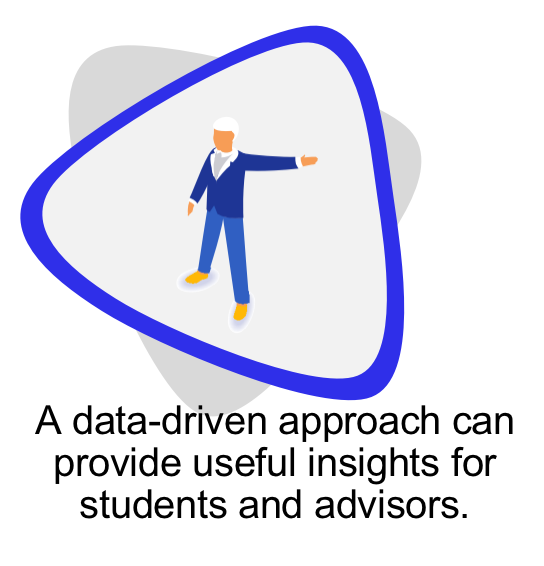 A data-driven approach can
provide useful insights for
students and advisors.